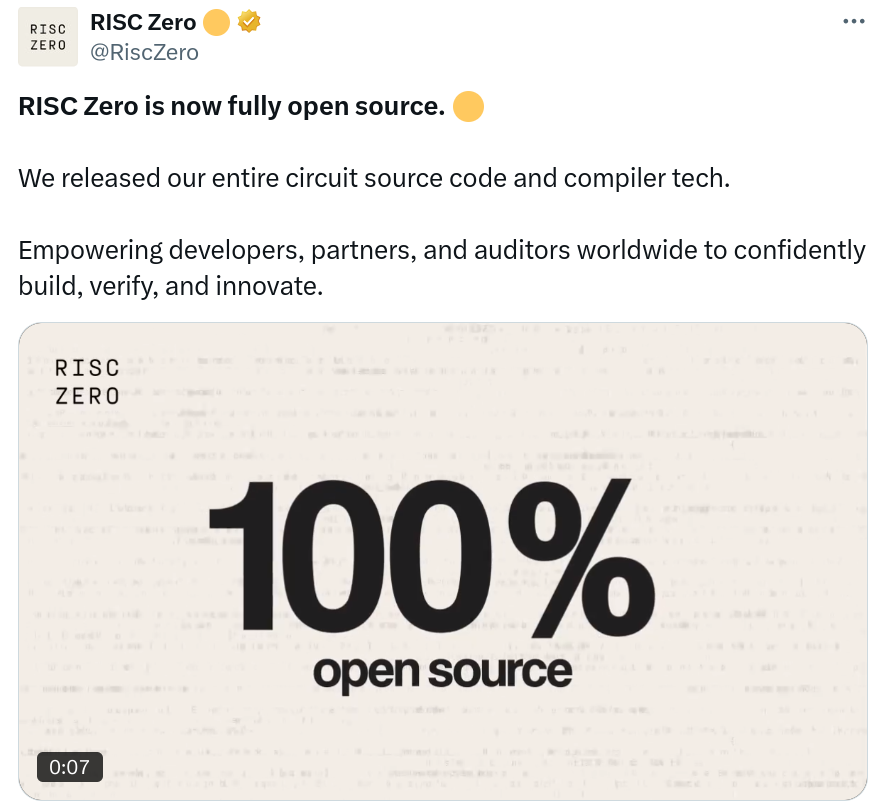 RISC
ZERO
RISC Zero
@RiscZero
RISC Zero is now fully open source.
We released our entire circuit source code and compiler tech.
Empowering developers, partners, and auditors worldwide to confidently
build, verify, and innovate.
RISC
ZERO
100%
open source
0:07